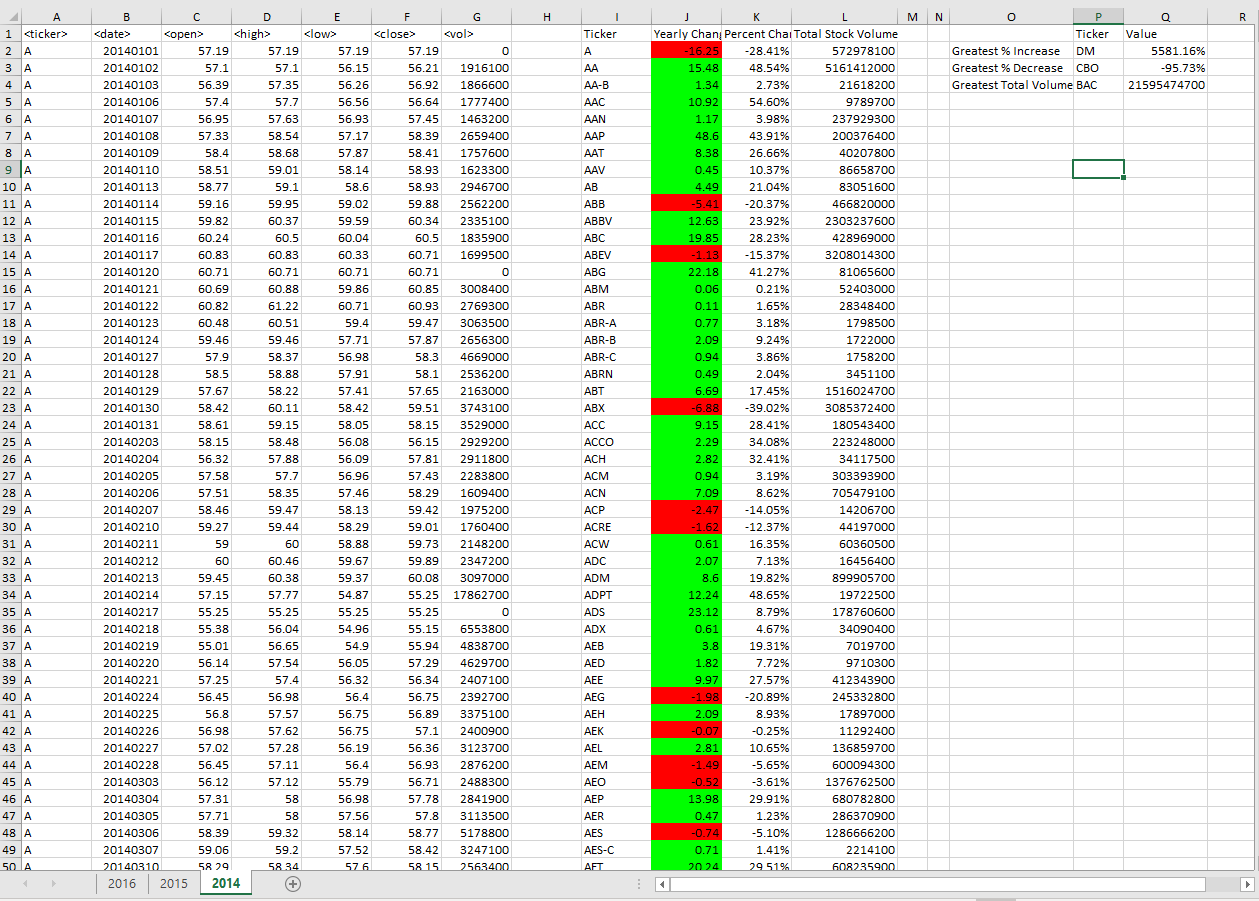 A B C D E F G H I J K L M N O P Q R
1 <ticker> <date> <open> <high> <low> <close> <vol> Ticker Yearly Chan Percent Cha Total Stock Volume Ticker Value
2 A 20140101 57.19 57.19 57.19 57.19 0 A -16.25 -28.41% 572978100 Greatest % Increase DM 5581.16%
3 A 20140102 57.1 57.1 56.15 56.21 1916100 AA 15.48 48.54% 5161412000 Greatest % Decrease CBO -95.73%
4 A 20140103 56.39 57.35 56.26 56.92 1866600 AA-B 1.34 2.73% 21618200 Greatest Total Volume BAC 21595474700
5 A 20140106 57.4 57.7 56.56 56.64 1777400 AAC 10.92 54.60% 9789700
6 A 20140107 56.95 57.63 56.93 57.45 1463200 AAN 1.17 3.98% 237929300
7 A 20140108 57.33 58.54 57.17 58.39 2659400 AAP 48.6 43.91% 200376400
8 A 20140109 58.4 58.68 57.87 58.41 1757600 AAT 8.38 26.66% 40207800
9 A 20140110 58.51 59.01 58.14 58.93 1623300 AAV 0.45 10.37% 86658700
10 A 20140113 58.77 59.1 58.6 58.93 2946700 AB 4.49 21.04% 83051600
11 A 20140114 59.16 59.95 59.02 59.88 2562200 ABB -5.41 -20.37% 466820000
12 A 20140115 59.82 60.37 59.59 60.34 2335100 ABBV 12.63 23.92% 2303237600
13 A 20140116 60.24 60.5 60.04 60.5 1835900 ABC 19.85 28.23% 428969000
14 A 20140117 60.83 60.83 60.33 60.71 1699500 ABEV -1.13 -15.37% 3208014300
15 A 20140120 60.71 60.71 60.71 60.71 0 ABG 22.18 41.27% 81065600
16 A 20140121 60.69 60.88 59.86 60.85 3008400 ABM 0.06 0.21% 52403000
17 A 20140122 60.82 61.22 60.71 60.93 2769300 ABR 0.11 1.65% 28348400
18 A 20140123 60.48 60.51 59.4 59.47 3063500 ABR-A 0.77 3.18% 1798500
19 A 20140124 59.46 59.46 57.71 57.87 2656300 ABR-B 2.09 9.24% 1722000
20 A 20140127 57.9 58.37 56.98 58.3 4669000 ABR-C 0.94 3.86% 1758200
21 A 20140128 58.5 58.88 57.91 58.1 2536200 ABRN 0.49 2.04% 3451100
22 A 20140129 57.67 58.22 57.41 57.65 2163000 ABT 6.69 17.45% 1516024700
23 A 20140130 58.42 60.11 58.42 59.51 3743100 ABX -6.88 -39.02% 3085372400
24 A 20140131 58.61 59.15 58.05 58.15 3529000 ACC 9.15 28.41% 180543400
25 A 20140203 58.15 58.48 56.08 56.15 2929200 ACCO 2.29 34.08% 223248000
26 A 20140204 56.32 57.88 56.09 57.81 2911800 ACH 2.82 32.41% 34117500
27 A 20140205 57.58 57.7 56.96 57.43 2283800 ACM 0.94 3.19% 303393900
28 A 20140206 57.51 58.35 57.46 58.29 1609400 ACN 7.09 8.62% 705479100
29 A 20140207 58.46 59.47 58.13 59.42 1975200 ACP -2.47 -14.05% 14206700
30 A 20140210 59.27 59.44 58.29 59.01 1760400 ACRE -1.62 -12.37% 44197000
31 A 20140211 59 60 58.88 59.73 2148200 ACW 0.61 16.35% 60360500
32 A 20140212 60 60.46 59.67 59.89 2347200 ADC 2.07 7.13% 16456400
33 A 20140213 59.45 60.38 59.37 60.08 3097000 ADM 8.6 19.82% 899905700
34 A 20140214 57.15 57.77 54.87 55.25 17862700 ADPT 12.24 48.65% 19722500
35 A 20140217 55.25 55.25 55.25 55.25 0 ADS 23.12 8.79% 178760600
36 A 20140218 55.38 56.04 54.96 55.15 6553800 ADX 0.61 4.67% 34090400
37 A 20140219 55.01 56.65 54.9 55.94 4838700 AEB 3.8 19.31% 7019700
38 A 20140220 56.14 57.54 56.05 57.29 4629700 AED 1.82 7.72% 9710300
39 A 20140221 57.25 57.4 56.32 56.34 2407100 AEE 9.97 27.57% 412343900
40 A 20140224 56.45 56.98 56.4 56.75 2392700 AEG -1.98 -20.89% 245332800
41 A 20140225 56.8 57.57 56.75 56.89 3375100 AEH 2.09 8.93% 17897000
42 A 20140226 56.98 57.62 56.75 57.1 2400900 AEK -0.07 -0.25% 11292400
43 A 20140227 57.02 57.28 56.19 56.36 3123700 AEL 2.81 10.65% 136859700
44 A 20140228 56.45 57.11 56.4 56.93 2876200 AEM -1.49 -5.65% 600094300
45 A 20140303 56.12 57.12 55.79 56.71 2488300 AEO -0.52 -3.61% 1376762500
46 A 20140304 57.31 58 56.98 57.78 2841900 AEP 13.98 29.91% 680782800
47 A 20140305 57.71 58 57.56 57.8 3113500 AER 0.47 1.23% 286370900
48 A 20140306 58.39 59.32 58.14 58.77 5178800 AES -0.74 -5.10% 1286666200
49 A 20140307 59.06 59.2 57.52 58.42 3247100 AES-C 0.71 1.41% 2214100
50 A 20140310 58.29 58.34 57.6 58.15 2563400 AET 20.24 29.51% 608235900
2016 2015 2014